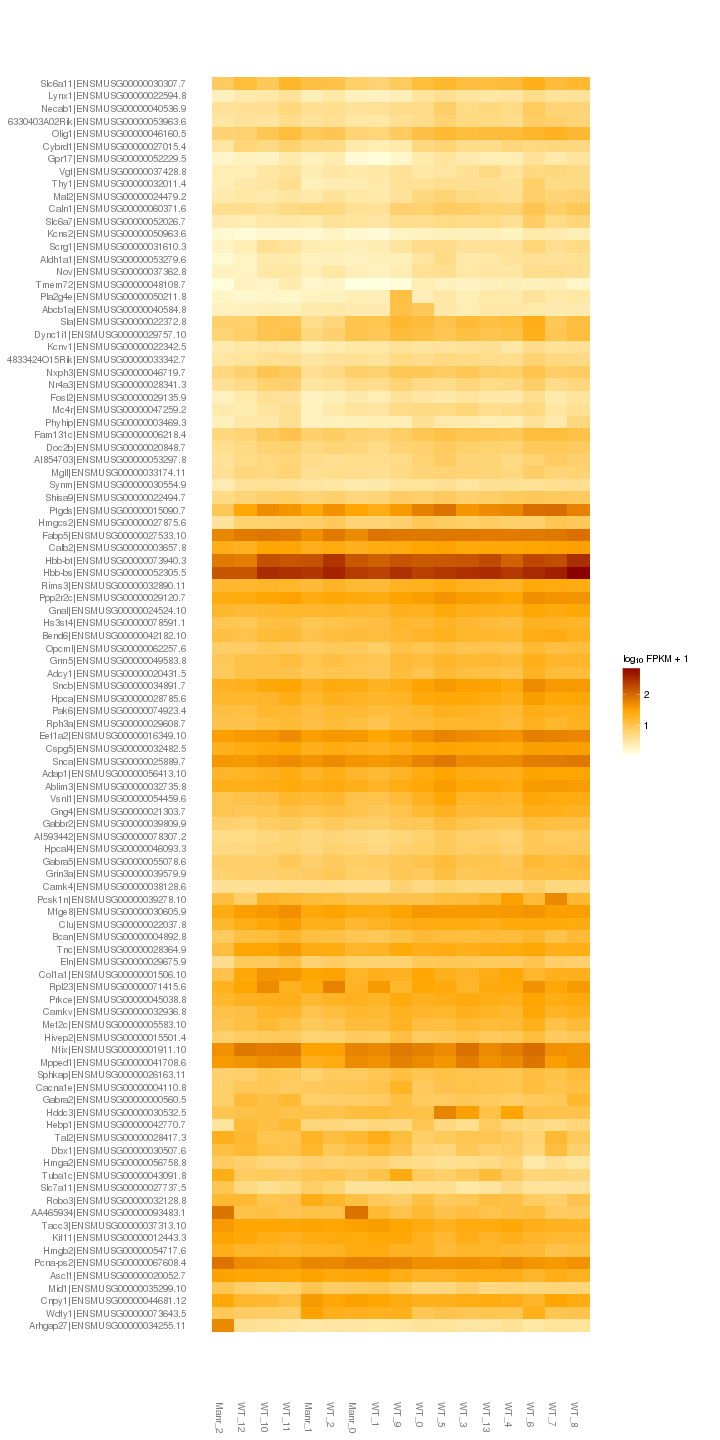 Slc6a11|ENSMUSG00000030307.7
Lynx1|ENSMUSG00000022594.8
Necab1|ENSMUSG00000040536.9
6330403A02Rik|ENSMUSG00000053963.6
Olig1|ENSMUSG00000046160.5
Cybrd1|ENSMUSG00000027015.4
Gpr17|ENSMUSG00000052229.5
Vgf|ENSMUSG00000037428.8
Thy1|ENSMUSG00000032011.4
Mal2|ENSMUSG00000024479.2
Caln1|ENSMUSG00000060371.6
Slc6a7|ENSMUSG00000052026.7
Kcns2|ENSMUSG00000050963.6
Scrg1|ENSMUSG00000031610.3
Aldh1a1|ENSMUSG00000053279.6
Nov|ENSMUSG00000037362.8
Tmem72|ENSMUSG00000048108.7
Pla2g4e|ENSMUSG00000050211.8
Abcb1a|ENSMUSG00000040584.8
Sla|ENSMUSG00000022372.8
Dync1i1|ENSMUSG00000029757.10
Kcnv1|ENSMUSG00000022342.5
4833424O15Rik|ENSMUSG00000033342.7
Nxph3|ENSMUSG00000046719.7
Nr4a3|ENSMUSG00000028341.3
Fosl2|ENSMUSG00000029135.9
Mc4r|ENSMUSG00000047259.2
Phyhip|ENSMUSG00000003469.3
Fam131c|ENSMUSG00000006218.4
Doc2b|ENSMUSG00000020848.7
AI854703|ENSMUSG00000053297.8
Mgll|ENSMUSG00000033174.11
Synm|ENSMUSG00000030554.9
Shisa9|ENSMUSG00000022494.7
Ptgds|ENSMUSG00000015090.7
Hmgcs2|ENSMUSG00000027875.6
Fabp5|ENSMUSG00000027533.10
Calb2|ENSMUSG00000003657.8
Hbb-bt|ENSMUSG00000073940.3
Hbb-bs|ENSMUSG00000052305.5
Rims3|ENSMUSG00000032890.11
Ppp2r2c|ENSMUSG00000029120.7
Gnal|ENSMUSG00000024524.10
Hs3st4|ENSMUSG00000078591.1
Bend6|ENSMUSG00000042182.10
Opcml|ENSMUSG00000062257.6
Grm5|ENSMUSG00000049583.8
Adcy1|ENSMUSG00000020431.5
Sncb|ENSMUSG00000034891.7
Hpca|ENSMUSG00000028785.6
Pak6|ENSMUSG00000074923.4
Rph3a|ENSMUSG00000029608.7
Eef1a2|ENSMUSG00000016349.10
Cspg5|ENSMUSG00000032482.5
Snca|ENSMUSG00000025889.7
Adap1|ENSMUSG00000056413.10
Ablim3|ENSMUSG00000032735.8
Vsnl1|ENSMUSG00000054459.6
Gng4|ENSMUSG00000021303.7
Gabbr2|ENSMUSG00000039809.9
AI593442|ENSMUSG00000078307.2
Hpcal4|ENSMUSG00000046093.3
Gabra5|ENSMUSG00000055078.6
Grin3a|ENSMUSG00000039579.9
Camk4|ENSMUSG00000038128.6
Pcsk1n|ENSMUSG00000039278.10
Mfge8|ENSMUSG00000030605.9
Clu|ENSMUSG00000022037.8
Bcan|ENSMUSG00000004892.8
Tnc|ENSMUSG00000028364.9
Eln|ENSMUSG00000029675.9
Col1a1|ENSMUSG00000001506.10
Rpl23|ENSMUSG00000071415.6
Prkce|ENSMUSG00000045038.8
Camkv|ENSMUSG00000032936.8
Mef2c|ENSMUSG00000005583.10
Hivep2|ENSMUSG00000015501.4
Nfix|ENSMUSG00000001911.10
Mpped1|ENSMUSG00000041708.6
Sphkap|ENSMUSG00000026163.11
Cacna1e|ENSMUSG00000004110.8
Gabra2|ENSMUSG00000000560.5
Hddc3|ENSMUSG00000030532.5
Hebp1|ENSMUSG00000042770.7
Tal2|ENSMUSG00000028417.3
Dbx1|ENSMUSG00000030507.6
Hmga2|ENSMUSG00000056758.8
Tuba1c|ENSMUSG00000043091.8
Slc7a11|ENSMUSG00000027737.5
Robo3|ENSMUSG00000032128.8
AA465934|ENSMUSG00000093483.1
Tacc3|ENSMUSG00000037313.10
Kif11|ENSMUSG00000012443.3
Hmgb2|ENSMUSG00000054717.6
Pcna-ps2|ENSMUSG00000067608.4
Ascl1|ENSMUSG00000020052.7
Mid1|ENSMUSG00000035299.10
Cnpy1|ENSMUSG00000044681.12
Wdfy1|ENSMUSG00000073643.5
Arhgap27|ENSMUSG00000034255.11
log10 FPKM + 1
2
1
Manr_2
WT_12
WT_10
WT_11
Manr_1
WT_2
Manr_0
WT_1
WT_9
WT_0
WT_5
WT_3
WT_13
WT_4
WT_6
WT_7
WT_8